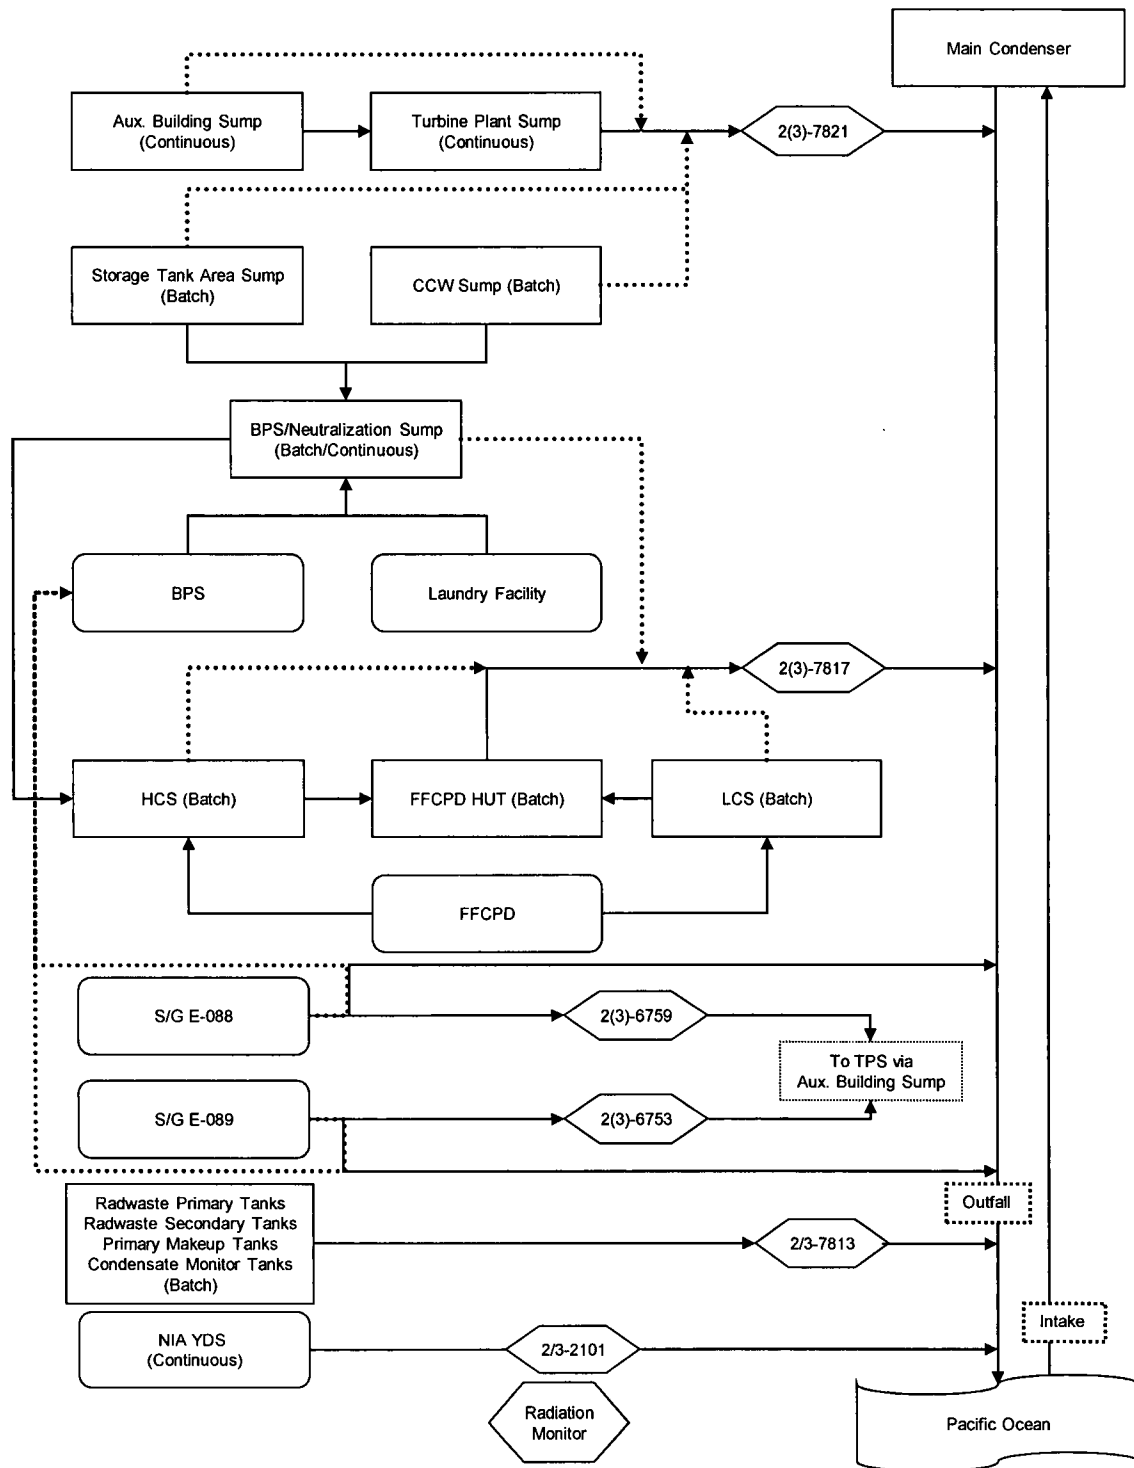 Main Condenser
Aux. Building Sump
(Continuous)
Turbine Plant Sump
(Continuous)
2(3)-7821
Storage Tank Area Sump
(Batch)
CCW Sump (Batch)
BPS/Neutralization Sump
(Batch/Continuous)
BPS
Laundry Facility
2(3)-7817
HCS (Batch)
FFCPD HUT (Batch)
LCS (Batch)
FFCPD
S/G E-088
2(3)-6759
To TPS via
Aux. Building Sump
S/G E-089
2(3)-6753
Radwaste Primary Tanks
Radwaste Secondary Tanks
Primary Makeup Tanks
Condensate Monitor Tanks
(Batch)
Outfall
2/3-7813
Intake
NIA YDS
(Continuous)
2/3-2101
Radiation
Monitor
Pacific Ocean